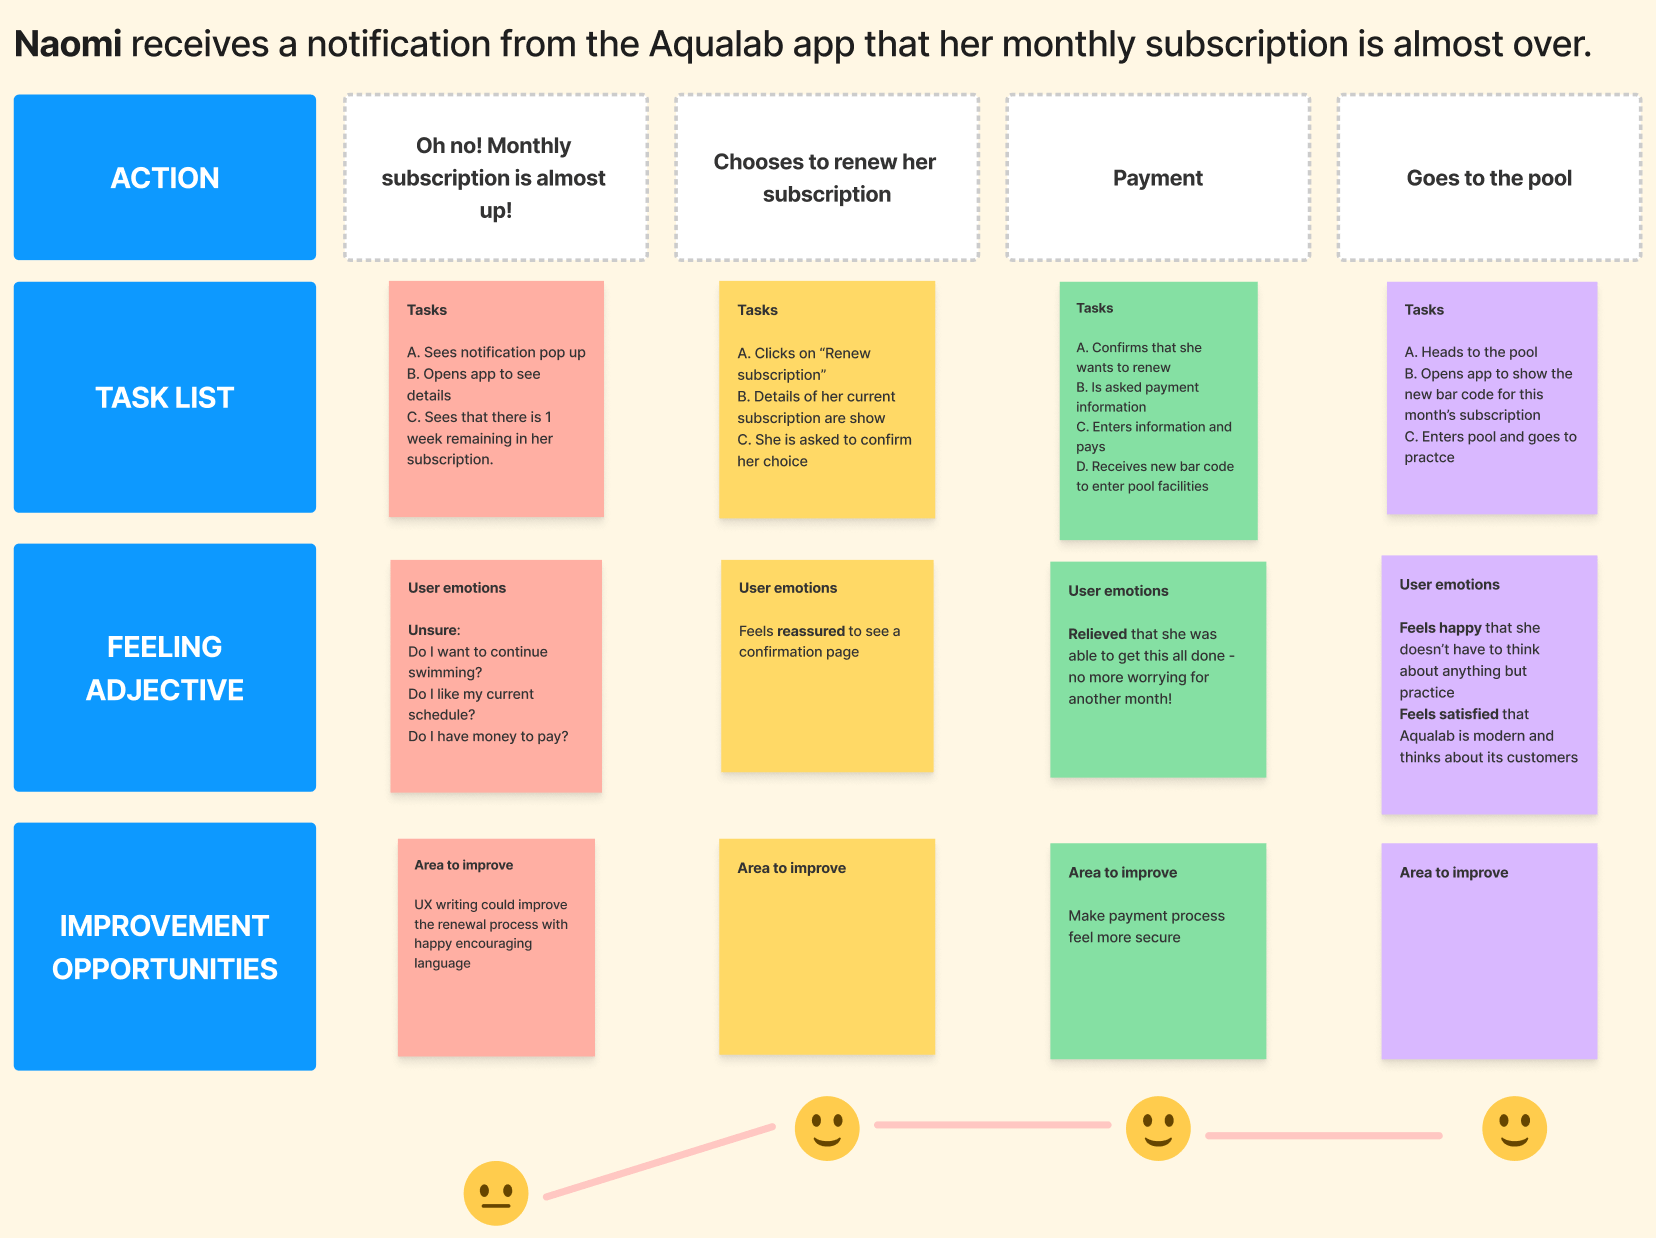 Naomi receives a notification from the Aqualab app that her monthly subscription is almost over.
ACTION
Oh no! Monthly
subscription is almost
up!
Chooses to renew her
subscription
Payment
Goes to the pool
TASK LIST
Tasks
A. Sees notification pop up
B. Opens app to see
details
C. Sees that there is 1
week remaining in her
subscription.
Tasks
A. Clicks on “Renew
subscription”
B. Details of her current
subscription are show
C. She is asked to confirm
her choice
Tasks
A. Confirms that she
wants to renew
B. Is asked payment
information
C. Enters information and
pays
D. Receives new bar code
to enter pool facilities
Tasks
A. Heads to the pool
B. Opens app to show the
new bar code for this
month’s subscription
C. Enters pool and goes to
practce
FEELING
ADJECTIVE
User emotions
Unsure:
Do I want to continue
swimming?
Do I like my current
schedule?
Do I have money to pay?
User emotions
Feels reassured to see a
confirmation page
User emotions
Relieved that she was
able to get this all done -
no more worrying for
another month!
User emotions
Feels happy that she
doesn’t have to think
about anything but
practice
Feels satisfied that
Aqualab is modern and
thinks about its customers
IMPROVEMENT
OPPORTUNITIES
Area to improve
UX writing could improve
the renewal process with
happy encouraging
language
Area to improve
Area to improve
Make payment process
feel more secure
Area to improve